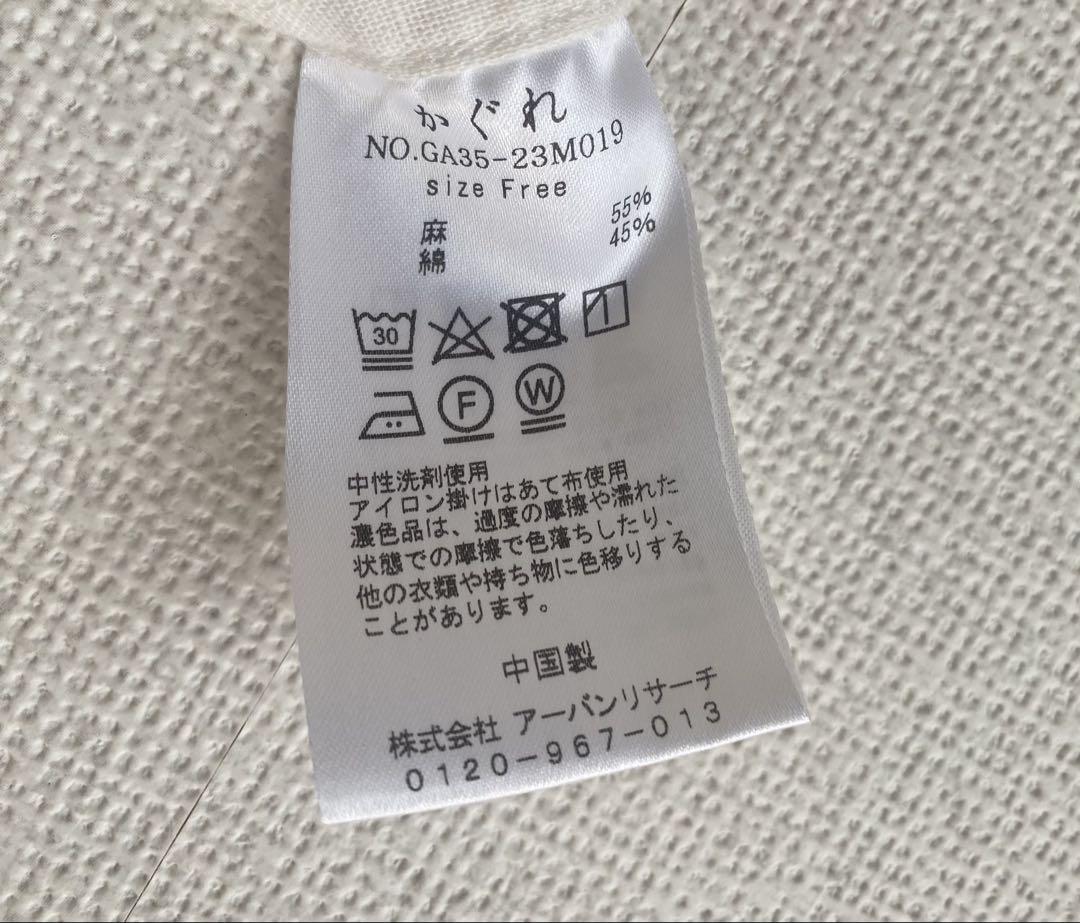 かぐれ
NO.GA35-23M019
size Free
麻 55%
綿 45%
30
F W
中性洗剤使用
アイロン掛けはあて布使用
濃色品は、過度の摩擦や濡れた
状態での摩擦で色落ちしたり、
他の衣類や持ち物に色移りする
ことがあります。
中国製
株式会社 アーバンリサーチ
0120-967-013